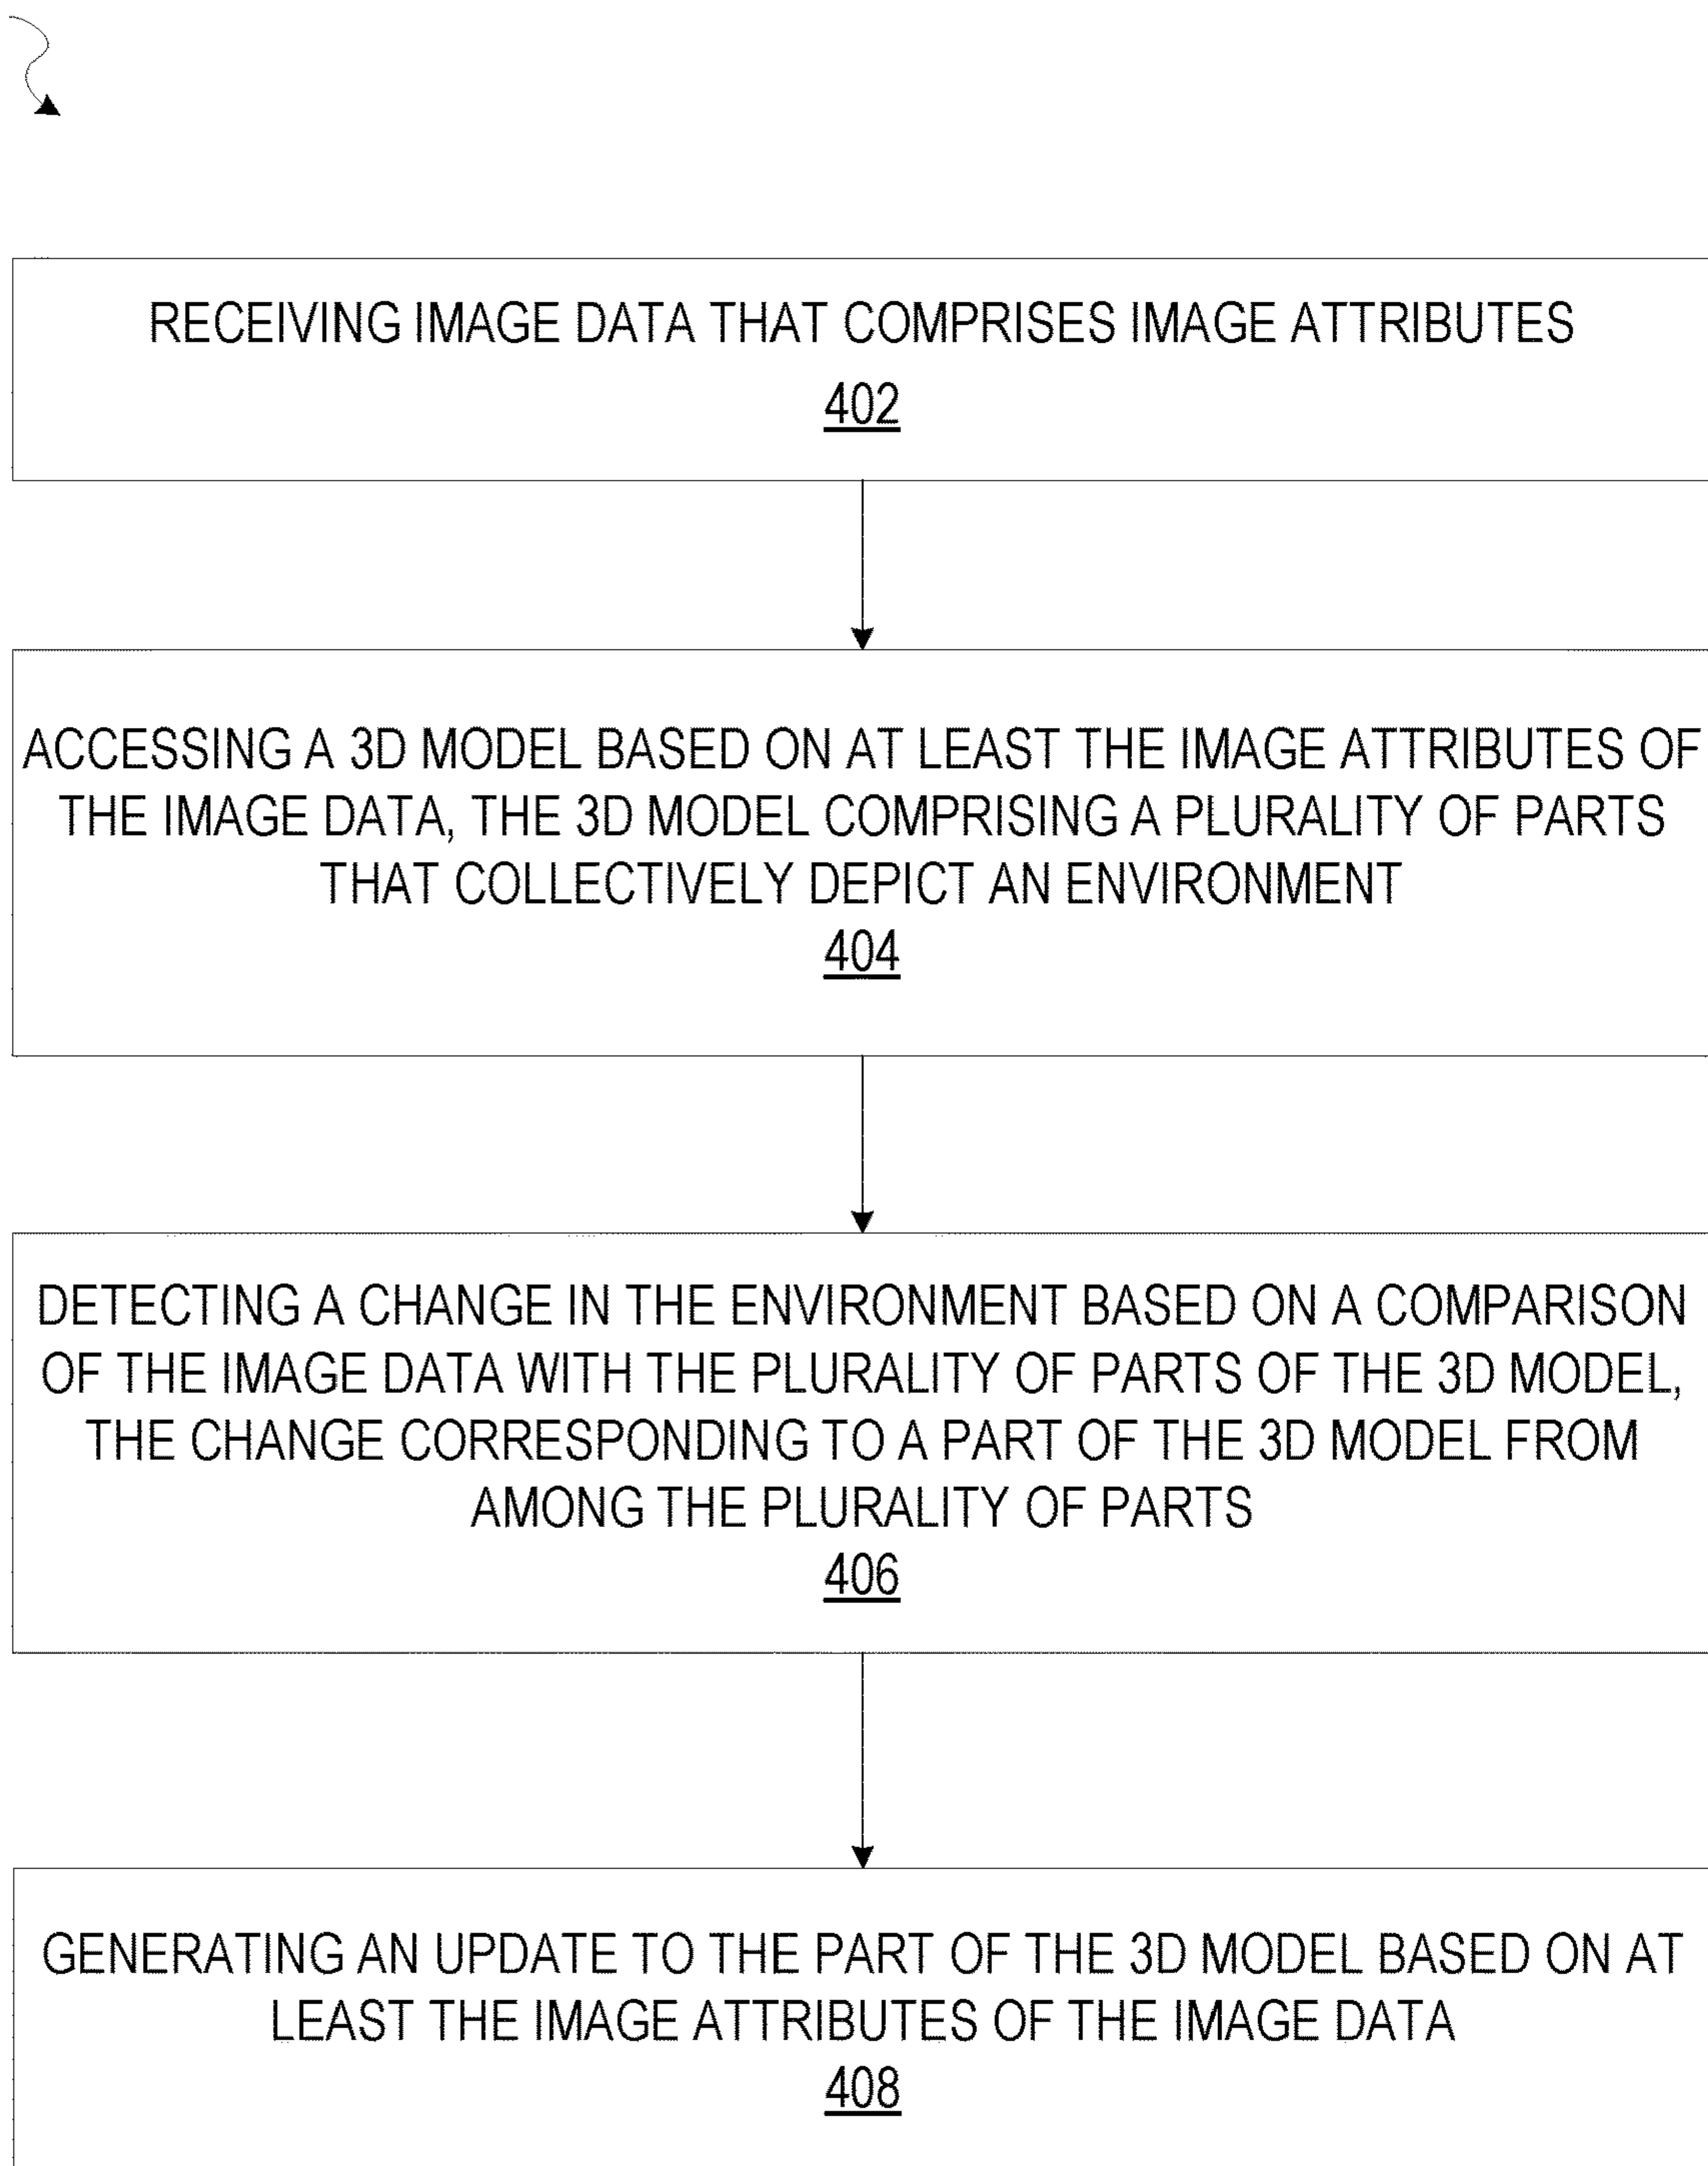 RECEIVING IMAGE DATA THAT COMPRISES IMAGE ATTRIBUTES
402
ACCESSING A 3D MODEL BASED ON AT LEAST THE IMAGE ATTRIBUTES OF
THE IMAGE DATA, THE 3D MODEL COMPRISING A PLURALITY OF PARTS
THAT COLLECTIVELY DEPICT AN ENVIRONMENT
404
DETECTING A CHANGE IN THE ENVIRONMENT BASED ON A COMPARISON
OF THE IMAGE DATA WITH THE PLURALITY OF PARTS OF THE 3D MODEL,
THE CHANGE CORRESPONDING TO A PART OF THE 3D MODEL FROM
AMONG THE PLURALITY OF PARTS
406
GENERATING AN UPDATE TO THE PART OF THE 3D MODEL BASED ON AT
LEAST THE IMAGE ATTRIBUTES OF THE IMAGE DATA
408